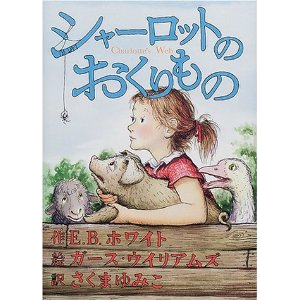 シャーロットの
Charlotte's Web
おくりもの
作 E.B.ホワイト
絵 ガース・ウイリアムズ
訳 さくまゆみこ